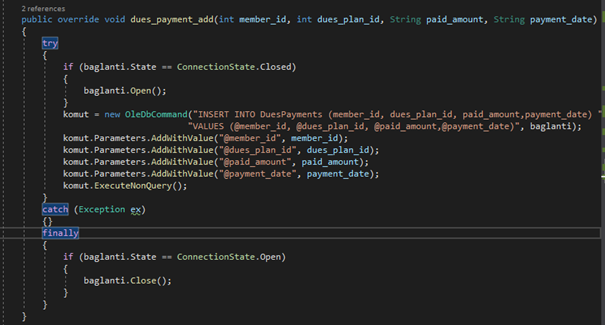 2 references
public override void dues_payment_add(int member_id, int dues_plan_id, String paid_amount, String payment_date)
{
try
{
if (baglanti.State == ConnectionState.Closed)
{
baglanti.Open();
}
komut = new OleDbCommand("INSERT INTO DuesPayments (member_id, dues_plan_id, paid_amount,payment_date) "
"VALUES (@member_id, @dues_plan_id, @paid_amount,@payment_date)", baglanti);
komut.Parameters.AddWithValue("@member_id", member_id);
komut.Parameters.AddWithValue("@dues_plan_id", dues_plan_id);
komut.Parameters.AddWithValue("@paid_amount", paid_amount);
komut.Parameters.AddWithValue("@payment_date", payment_date);
komut.ExecuteNonQuery();
}
catch (Exception ex)
{}
finally
{
if (baglanti.State == ConnectionState.Open)
{
baglanti.Close();
}
}
}